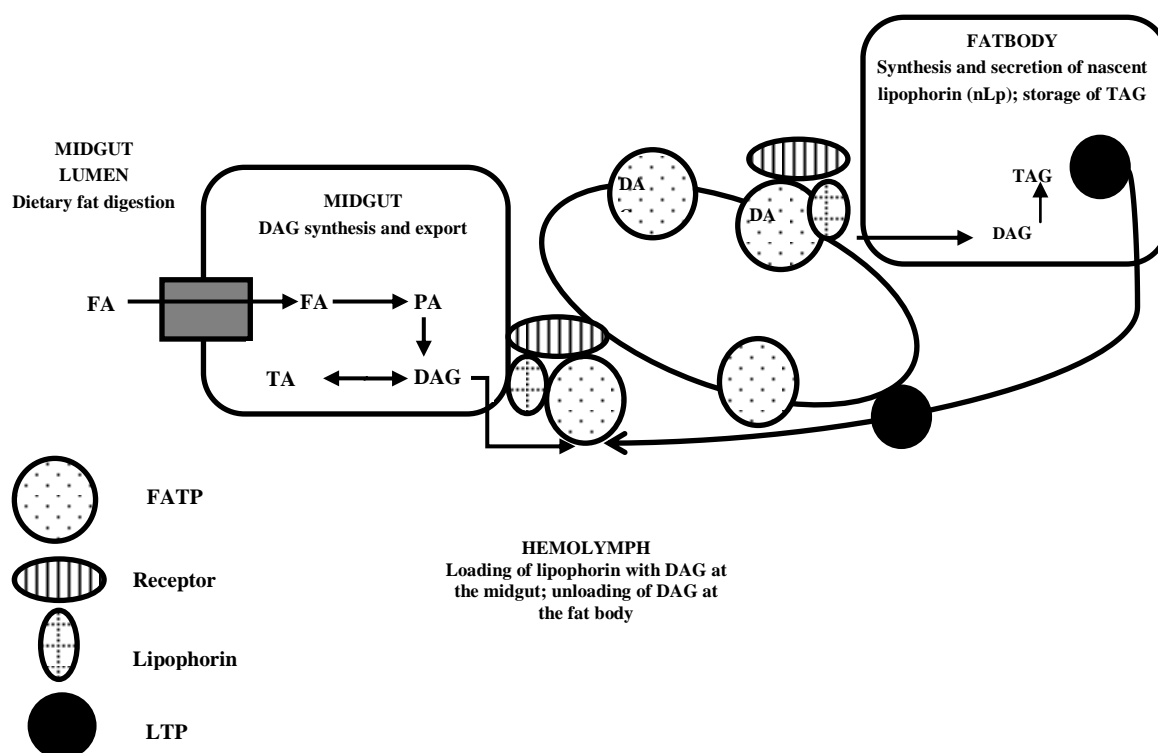 FATBODY
Synthesis and secretion of nascent
lipophorin (nLp); storage of TAG
TAG
DAG
MIDGUT
LUMEN
Dietary fat digestion
MIDGUT
DAG synthesis and export
FA
FA
PA
TA
DAG
DA
DA
FATP
Receptor
Lipophorin
LTP
HEMOLYMPH
Loading of lipophorin with DAG at
the midgut; unloading of DAG at
the fat body